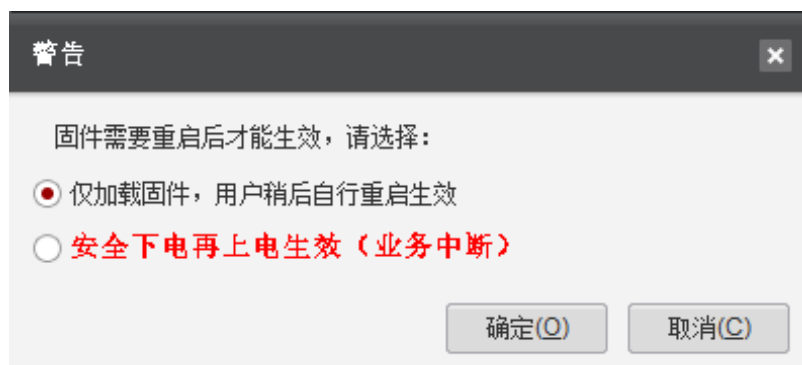 警告
固件需要重启后才能生效，请选择：
仅加载固件，用户稍后自行重启生效
安全下电再上电生效（业务中断）
确定(O) 取消(C)